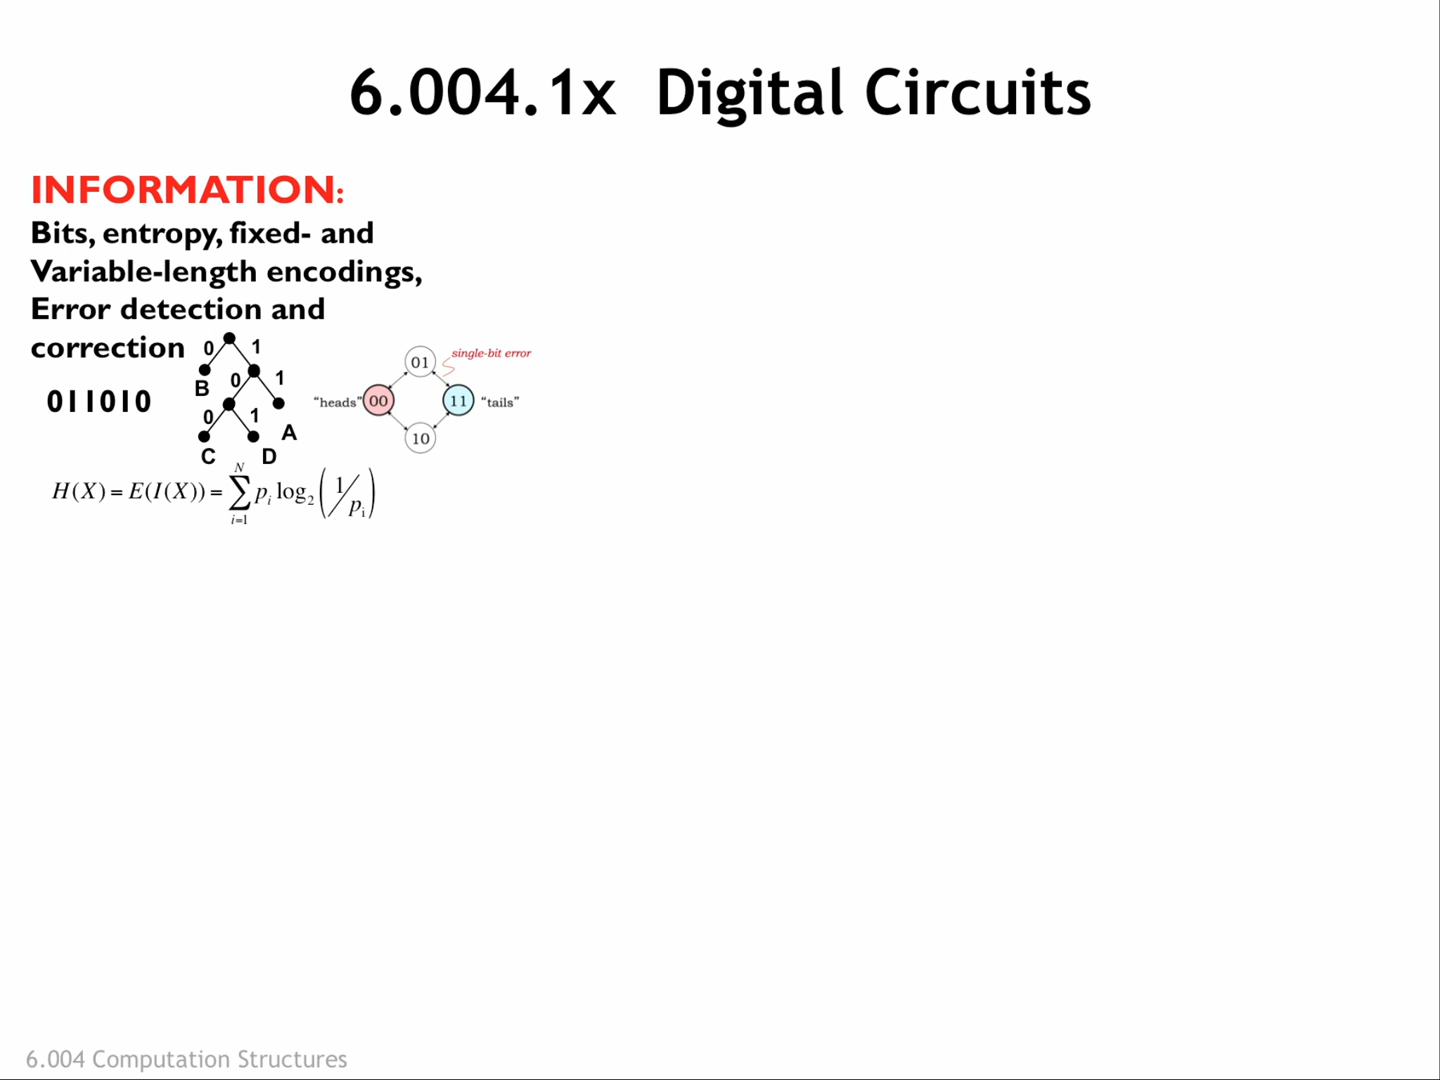 6.004.1x Digital Circuits
INFORMATION:
Bits, entropy, fixed- and
Variable-length encodings,
Error detection and
correction
0 1
B 0 1
0 1
A
C D
011010
01 single-bit error
"heads" 00 11 "tails"
10
H(X) = E(I(X)) = \sum_{i=1}^{N} p_i log_2 (1/p_i)
6.004 Computation Structures